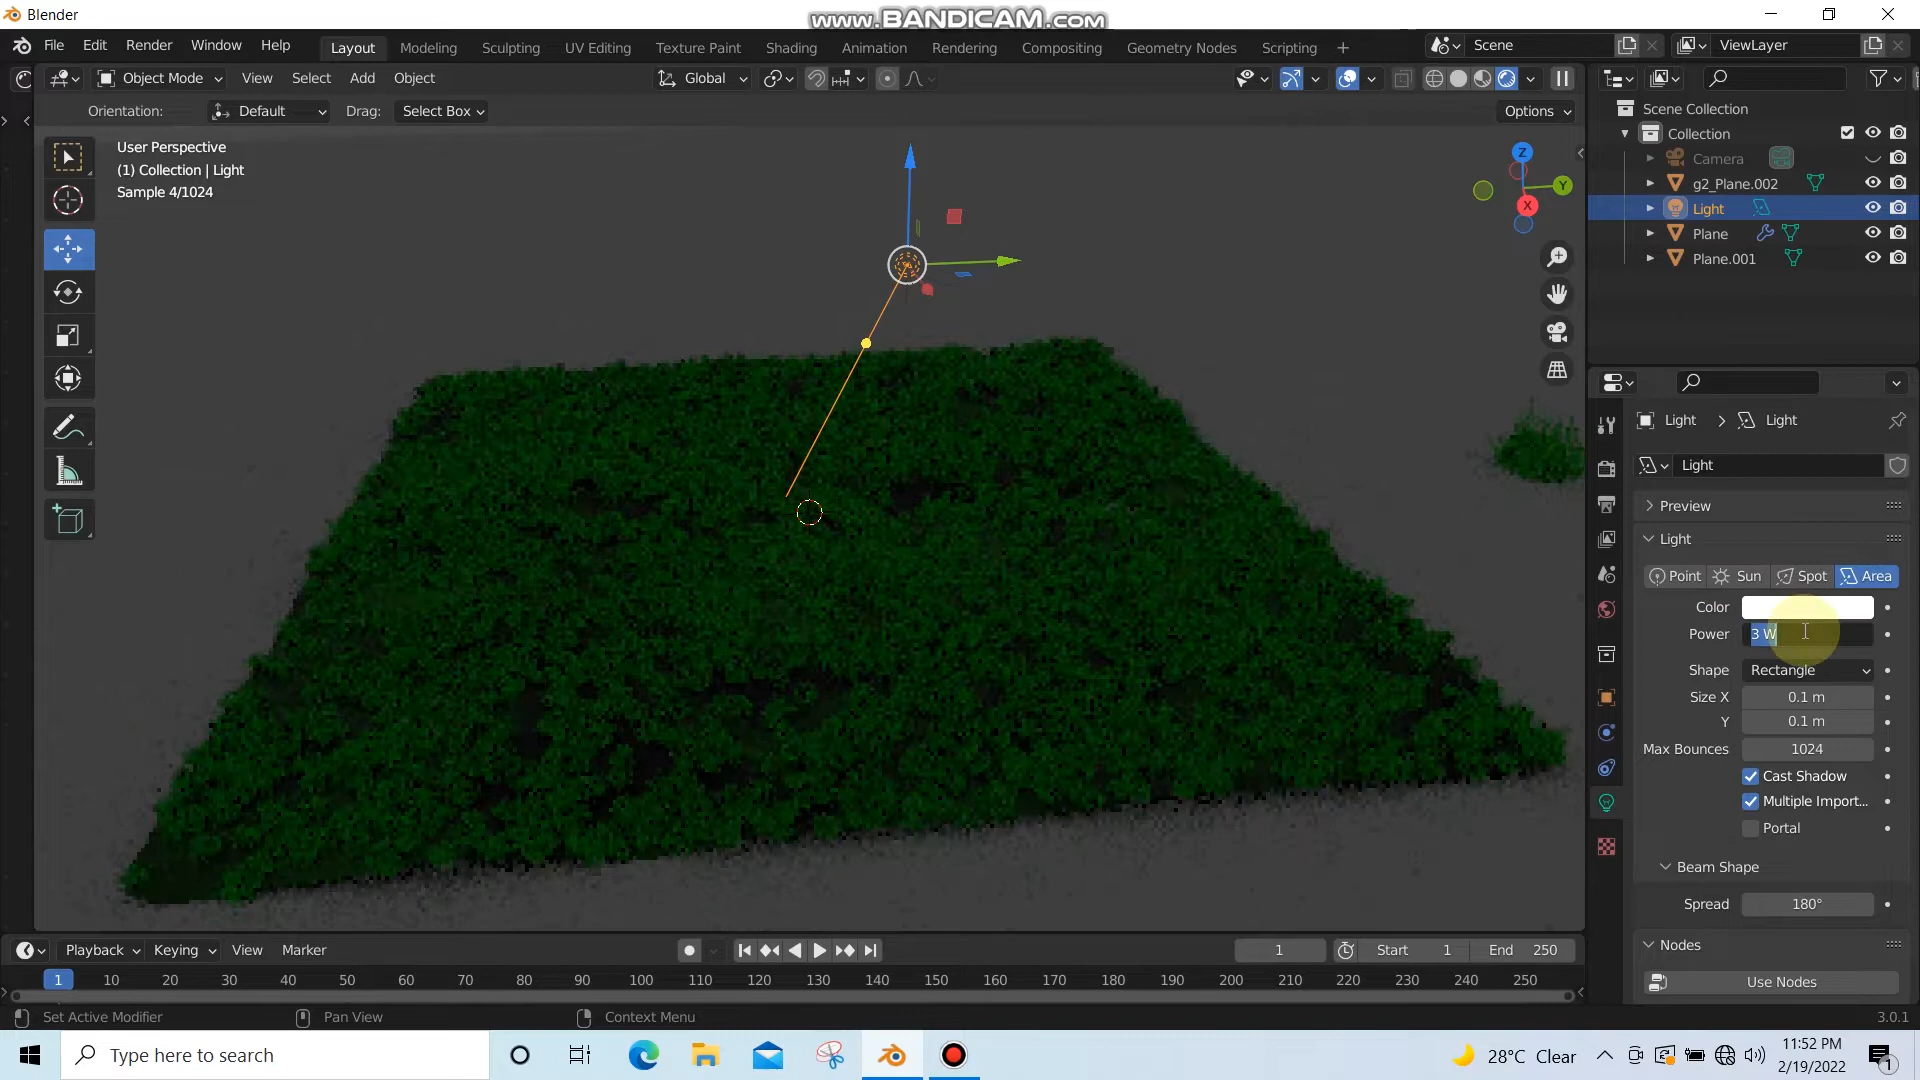 Blender
www.BANDICAM.com
File Edit Render Window Help
Layout Modeling Sculpting UV Editing Texture Paint Shading Animation Rendering Compositing Geometry Nodes Scripting
Scene
ViewLayer
Object Mode View Select Add Object
Global
Orientation: Default Drag: Select Box
Options
User Perspective
(1) Collection | Light
Sample 4/1024
Z
Y
X
Scene Collection
Collection
Camera
g2_Plane.002
Light
Plane
Plane.001
Light > Light
Light
Preview
Light
Point Sun Spot Area
Color
Power 3 W
Shape Rectangle
Size X 0.1 m
Y 0.1 m
Max Bounces 1024
Cast Shadow
Multiple Import...
Portal
Beam Shape
Spread 180°
Nodes
Use Nodes
Playback Keying View Marker
1 Start 1 End 250
1 10 20 30 40 50 60 70 80 90 100 110 120 130 140 150 160 170 180 190 200 210 220 230 240 250
Set Active Modifier Pan View Context Menu
3.0.1
Type here to search
28°C Clear
11:52 PM
2/19/2022
1